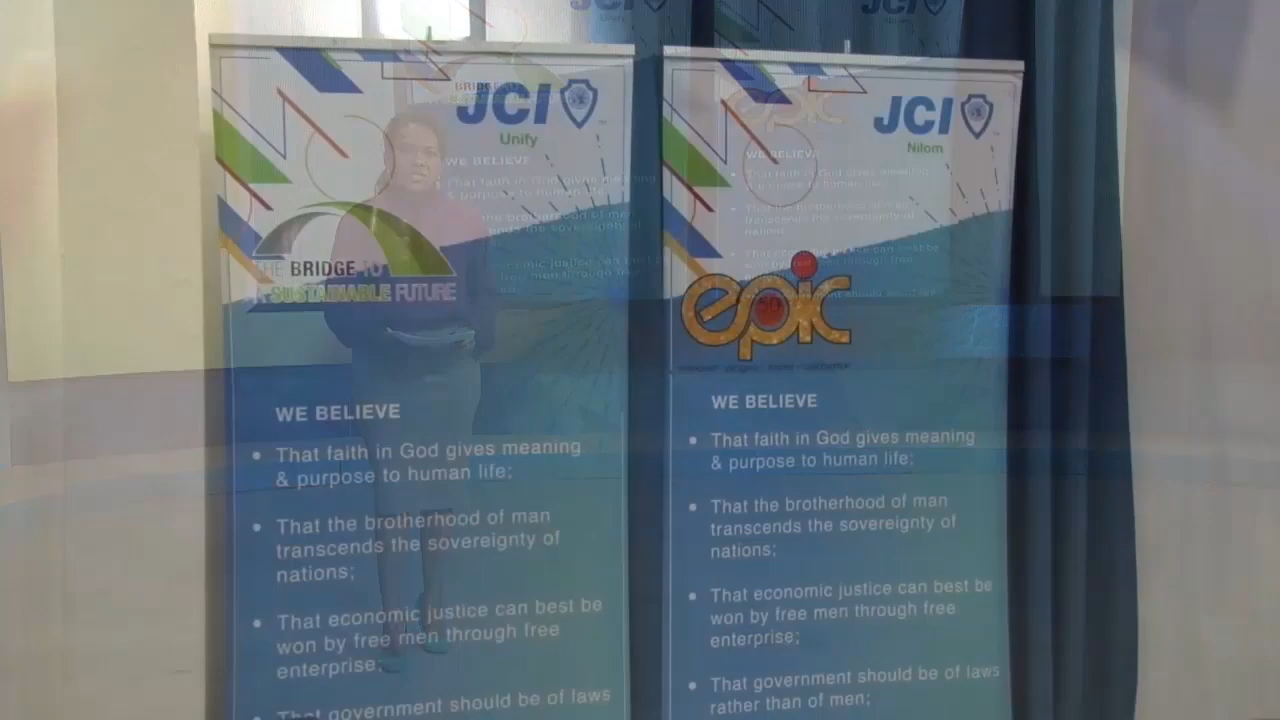 JCI
Unify
THE BRIDGE TO
A SUSTAINABLE FUTURE
WE BELIEVE
• That faith in God gives meaning
& purpose to human life;
• That the brotherhood of man
transcends the sovereignty of
nations;
• That economic justice can best be
won by free men through free
enterprise;
• That government should be of laws
JCI
Nilom
epic
WE BELIEVE
• That faith in God gives meaning
& purpose to human life;
• That the brotherhood of man
transcends the sovereignty of
nations;
• That economic justice can best be
won by free men through free
enterprise;
• That government should be of laws
rather than of men;